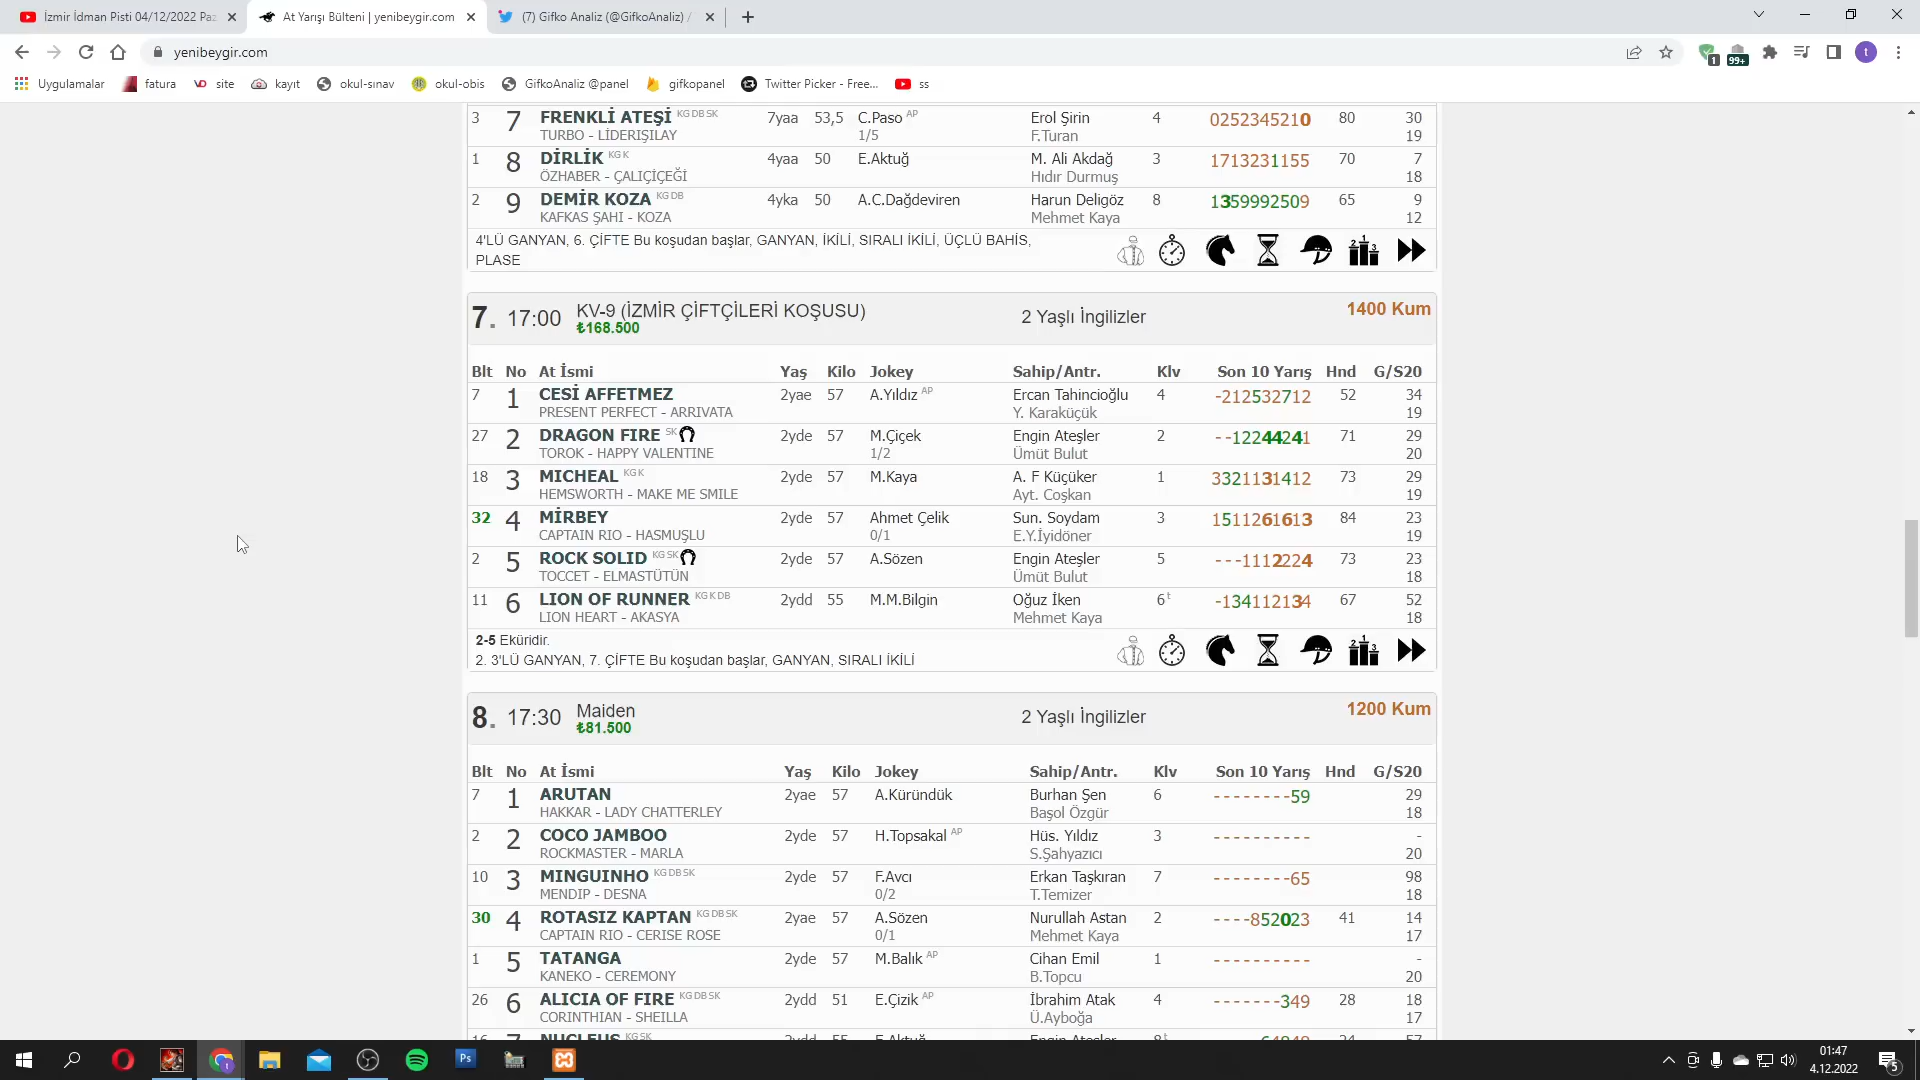 İzmir İdman Pisti 04/12/2022 Paz
At Yarışı Bülteni | yenibeygir.com
(7) Gifko Analiz (@GifkoAnaliz) /
yenibeygir.com
1
99+
t
Uygulamalar
fatura
VD site
kayıt
okul-sınav
okul-obis
GifkoAnaliz @panel
gifkopanel
Twitter Picker - Free...
ss
3 7 FRENKLİ ATEŞİ KG DB SK 7yaa 53,5 C.Paso AP Erol Şirin 4 0252345210 80 30
TURBO - LİDERIŞILAY 1/5 F.Turan 19
1 8 DİRLİK KG K 4yaa 50 E.Aktuğ M. Ali Akdağ 3 1713231155 70 7
ÖZHABER - ÇALIÇİÇEĞİ Hıdır Durmuş 18
2 9 DEMİR KOZA KG DB 4yka 50 A.C.Dağdeviren Harun Deligöz 8 1359992509 65 9
KAFKAS ŞAHI - KOZA Mehmet Kaya 12
4'LÜ GANYAN, 6. ÇİFTE Bu koşudan başlar, GANYAN, İKİLİ, SIRALI İKİLİ, ÜÇLÜ BAHİS,
PLASE
7. 17:00 KV-9 (İZMİR ÇİFTÇİLERİ KOŞUSU) 2 Yaşlı İngilizler 1400 Kum
₺168.500
Blt No At İsmi Yaş Kilo Jokey Sahip/Antr. Klv Son 10 Yarış Hnd G/S20
7 1 CESİ AFFETMEZ 2yae 57 A.Yıldız AP Ercan Tahincioğlu 4 -212532712 52 34
PRESENT PERFECT - ARRIVATA Y. Karaküçük 19
27 2 DRAGON FIRE SK 2yde 57 M.Çiçek Engin Ateşler 2 --12244241 71 29
TOROK - HAPPY VALENTINE 1/2 Ümüt Bulut 20
18 3 MICHEAL KG K 2yde 57 M.Kaya A. F Küçüker 1 3321131412 73 29
HEMSWORTH - MAKE ME SMILE Ayt. Coşkan 19
32 4 MİRBEY 2yde 57 Ahmet Çelik Sun. Soydam 3 1511261613 84 23
CAPTAIN RIO - HASMUŞLU 0/1 E.Y.İyidöner 19
2 5 ROCK SOLID KG SK 2yde 57 A.Sözen Engin Ateşler 5 ---1112224 73 23
TOCCET - ELMASTÜTÜN Ümüt Bulut 18
11 6 LION OF RUNNER KG K DB 2ydd 55 M.M.Bilgin Oğuz İken 6 t -134112134 67 52
LION HEART - AKASYA Mehmet Kaya 18
2-5 Eküridir.
2. 3'LÜ GANYAN, 7. ÇİFTE Bu koşudan başlar, GANYAN, SIRALI İKİLİ
8. 17:30 Maiden 2 Yaşlı İngilizler 1200 Kum
₺81.500
Blt No At İsmi Yaş Kilo Jokey Sahip/Antr. Klv Son 10 Yarış Hnd G/S20
7 1 ARUTAN 2yae 57 A.Küründük Burhan Şen 6 --------59 29
HAKKAR - LADY CHATTERLEY Başol Özgür 18
2 2 COCO JAMBOO 2yde 57 H.Topsakal AP Hüs. Yıldız 3 ---------- -
ROCKMASTER - MARLA S.Şahyazıcı 20
10 3 MINGUINHO KG DB SK 2yde 57 F.Avcı Erkan Taşkıran 7 --------65 98
MENDIP - DESNA 0/2 T.Temizer 18
30 4 ROTASIZ KAPTAN KG DB SK 2yae 57 A.Sözen Nurullah Astan 2 ----852023 41 14
CAPTAIN RIO - CERISE ROSE 0/1 Mehmet Kaya 17
1 5 TATANGA 2yde 57 M.Balık AP Cihan Emil 1 ---------- -
KANEKO - CEREMONY B.Topcu 20
26 6 ALICIA OF FIRE KG DB SK 2ydd 51 E.Çizik AP İbrahim Atak 4 -------349 28 18
CORINTHIAN - SHEILLA Ü.Ayboğa 17
Ps
01:47
4.12.2022
5